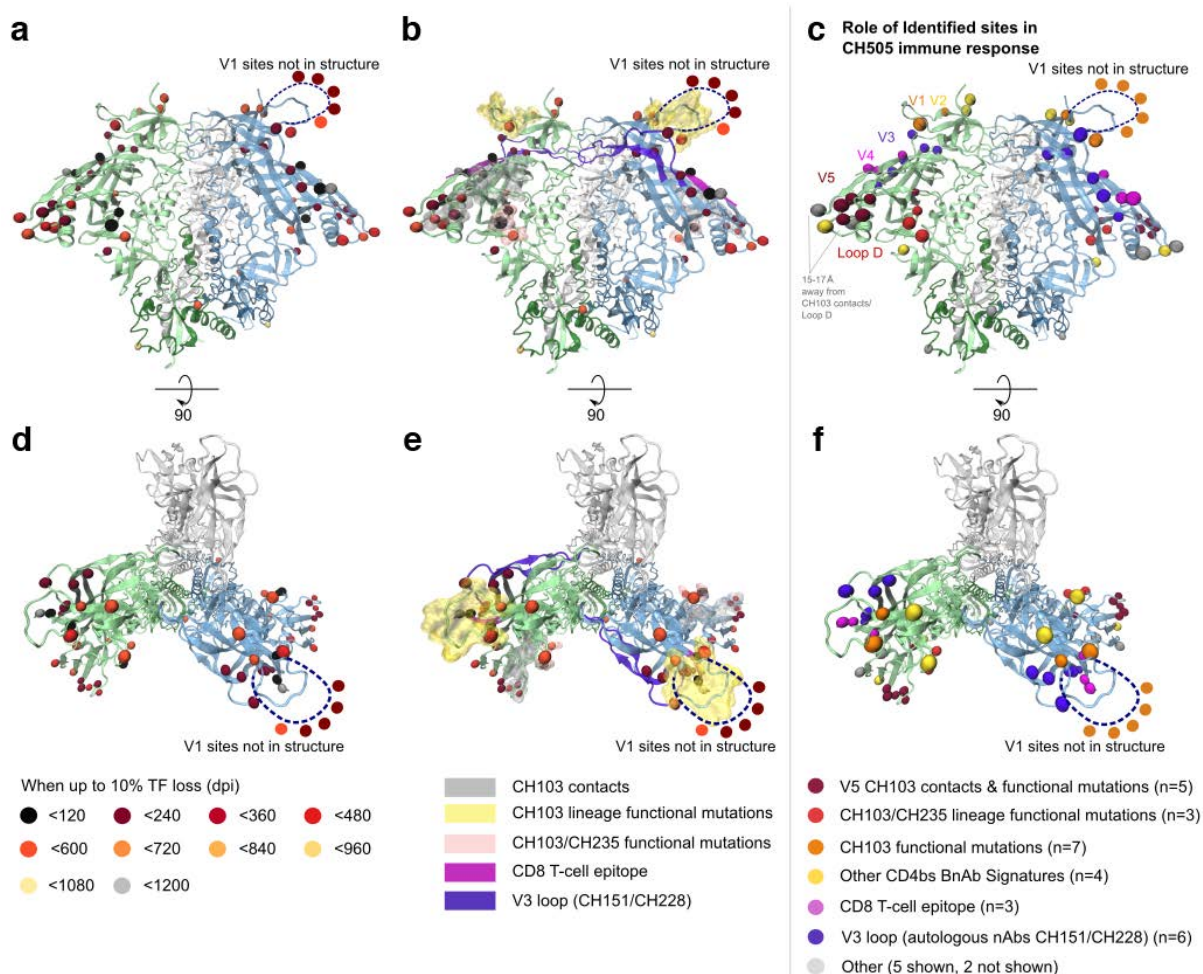 a
V1 sites not in structure
90
b
V1 sites not in structure
90
c
Role of Identified sites in
CH505 immune response
V1 sites not in structure
V1 V2
V3
V4
V5
Loop D
15-17Å
away from
CH103 contacts/
Loop D
90
d
V1 sites not in structure
When up to 10% TF loss (dpi)
<120 <240 <360 <480
<600 <720 <840 <960
<1080 <1200
e
V1 sites not in structure
CH103 contacts
CH103 lineage functional mutations
CH103/CH235 functional mutations
CD8 T-cell epitope
V3 loop (CH151/CH228)
f
V1 sites not in structure
V5 CH103 contacts & functional mutations (n=5)
CH103/CH235 lineage functional mutations (n=3)
CH103 functional mutations (n=7)
Other CD4bs BnAb Signatures (n=4)
CD8 T-cell epitope (n=3)
V3 loop (autologous nAbs CH151/CH228) (n=6)
Other (5 shown, 2 not shown)